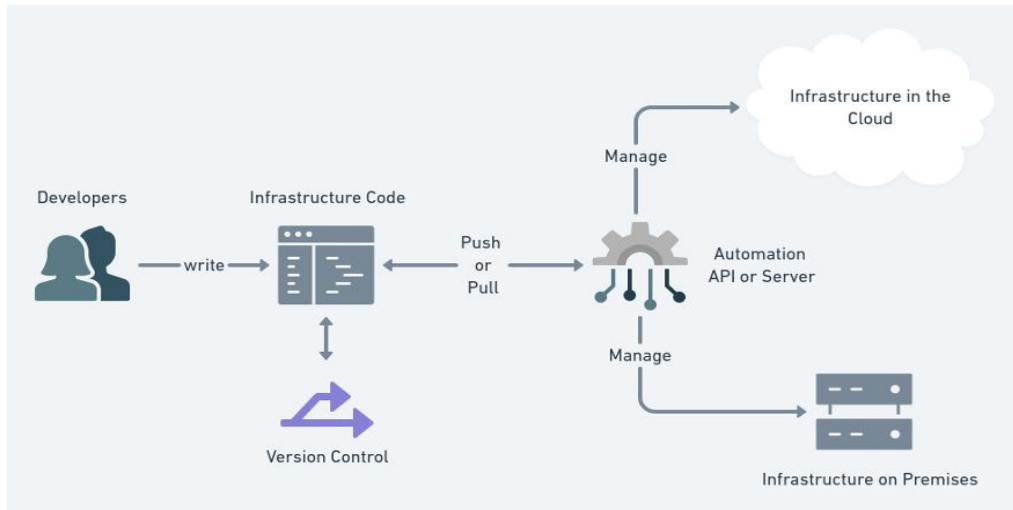 Infrastructure in the
Cloud
Manage
Developers
Infrastructure Code
write
Push
or
Pull
Automation
API or Server
Manage
Version Control
Infrastructure on Premises